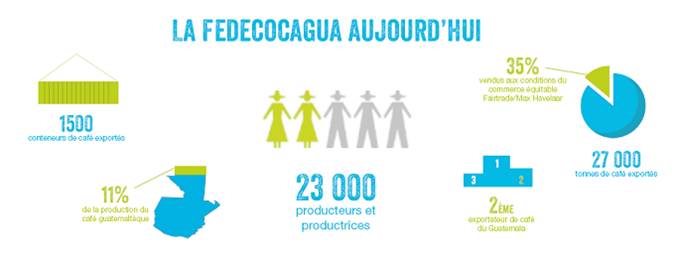 LA FEDECOCAGUA AUJOURD'HUI
1500
conteneurs de café exportés
11%
de la production du
café guatemaltèque
23 000
producteurs et
productrices
35%
vendus aux conditions du
commerce équitable
Fairtrade/Max Havelaar
27 000
tonnes de café exportés
1
3 2
2ÈME
exportateur de café
du Guatemala